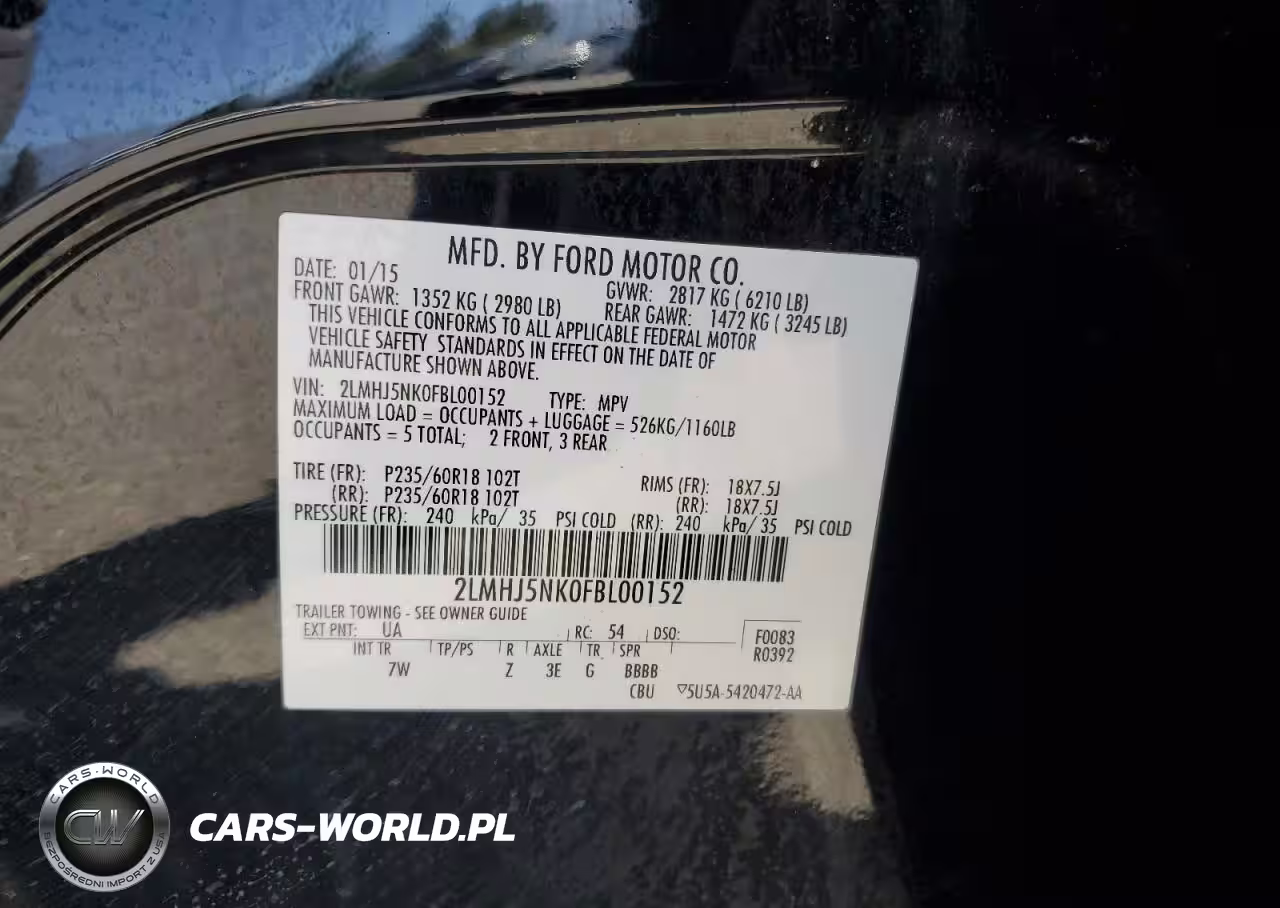 MFD. BY FORD MOTOR CO.
DATE: 01/15 GVWR: 2817 KG ( 6210 LB)
FRONT GAWR: 1352 KG ( 2980 LB) REAR GAWR: 1472 KG ( 3245 LB)
THIS VEHICLE CONFORMS TO ALL APPLICABLE FEDERAL MOTOR
VEHICLE SAFETY STANDARDS IN EFFECT ON THE DATE OF
MANUFACTURE SHOWN ABOVE.
VIN: 2LMHJ5NK0FBL00152 TYPE: MPV
MAXIMUM LOAD = OCCUPANTS + LUGGAGE = 526KG/1160LB
OCCUPANTS = 5 TOTAL; 2 FRONT, 3 REAR
TIRE (FR): P235/60R18 102T RIMS (FR): 18X7.5J
(RR): P235/60R18 102T (RR): 18X7.5J
PRESSURE (FR): 240 kPa/ 35 PSI COLD (RR): 240 kPa/ 35 PSI COLD
2LMHJ5NK0FBL00152
TRAILER TOWING - SEE OWNER GUIDE
EXT PNT: UA RC: 54 DSO: F0083
INT TR TP/PS R AXLE TR SPR R0392
7W Z 3E G BBBB
CBU ▽5U5A-5420472-AA
CARS-WORLD
CW
BEZPOŚREDNI IMPORT Z USA
CARS-WORLD.PL